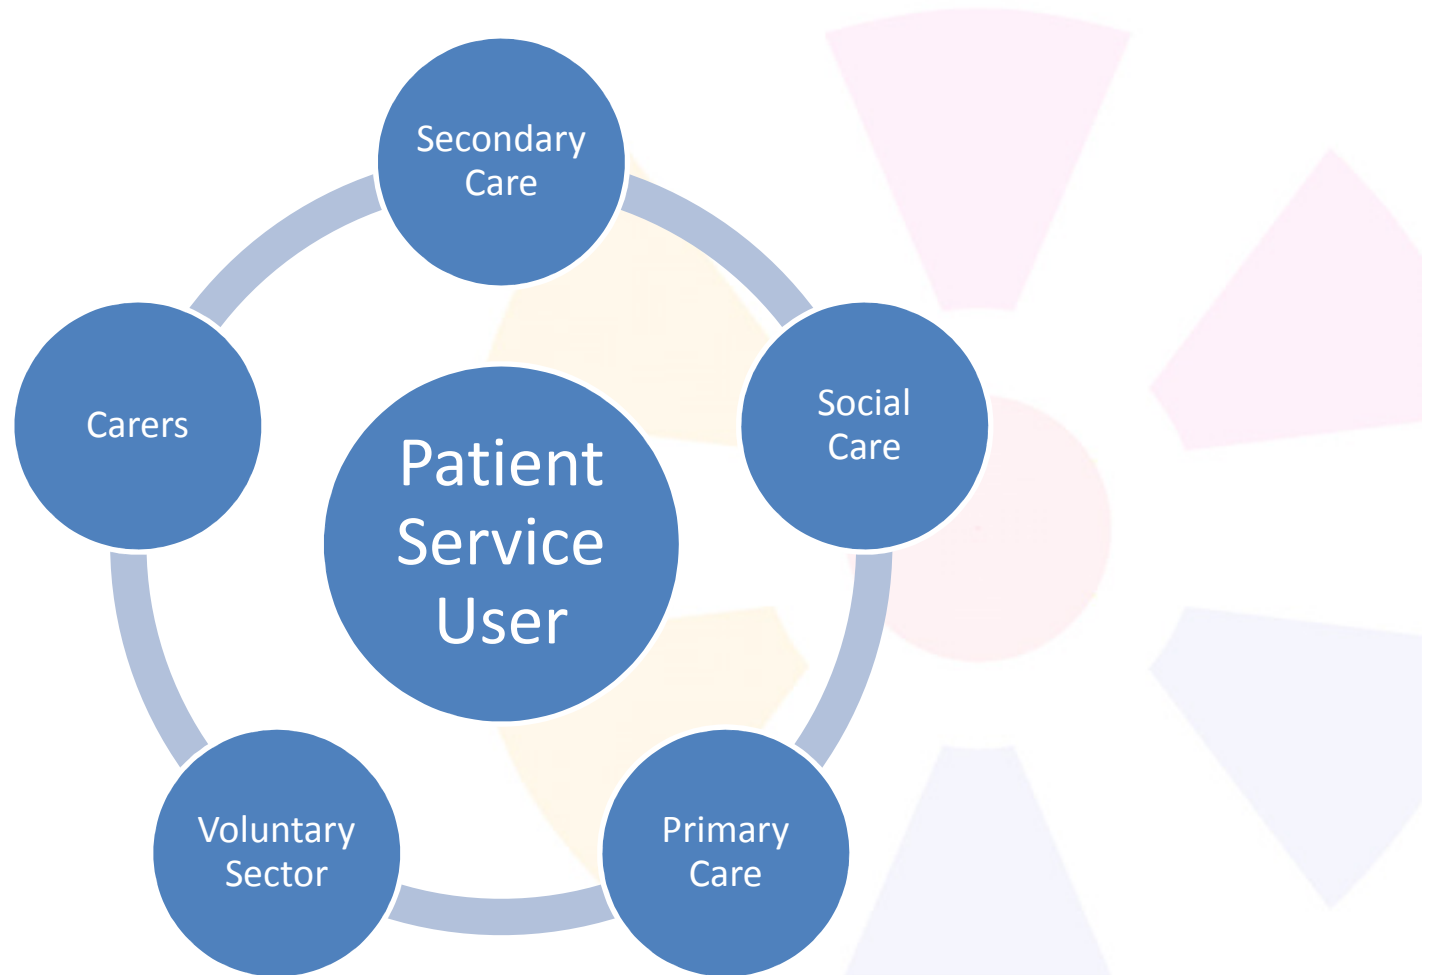 Secondary
Care
Social
Care
Carers
Patient
Service
User
Voluntary
Sector
Primary
Care